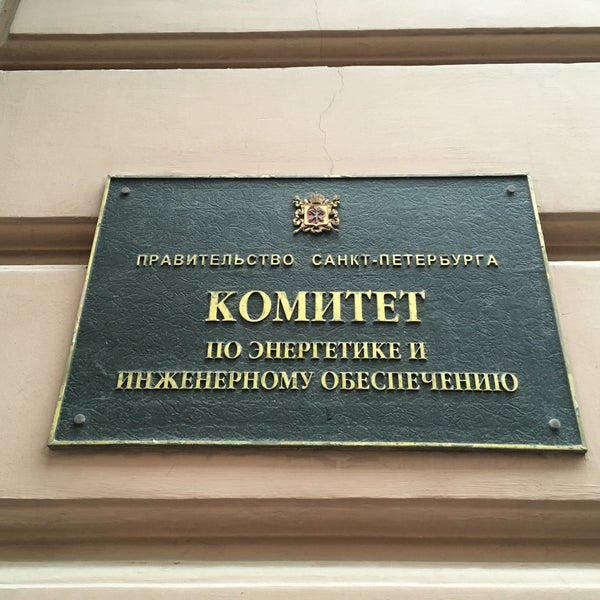 ПРАВИТЕЛЬСТВО САНКТ-ПЕТЕРБУРГА
КОМИТЕТ
ПО ЭНЕРГЕТИКЕ И
ИНЖЕНЕРНОМУ ОБЕСПЕЧЕНИЮ